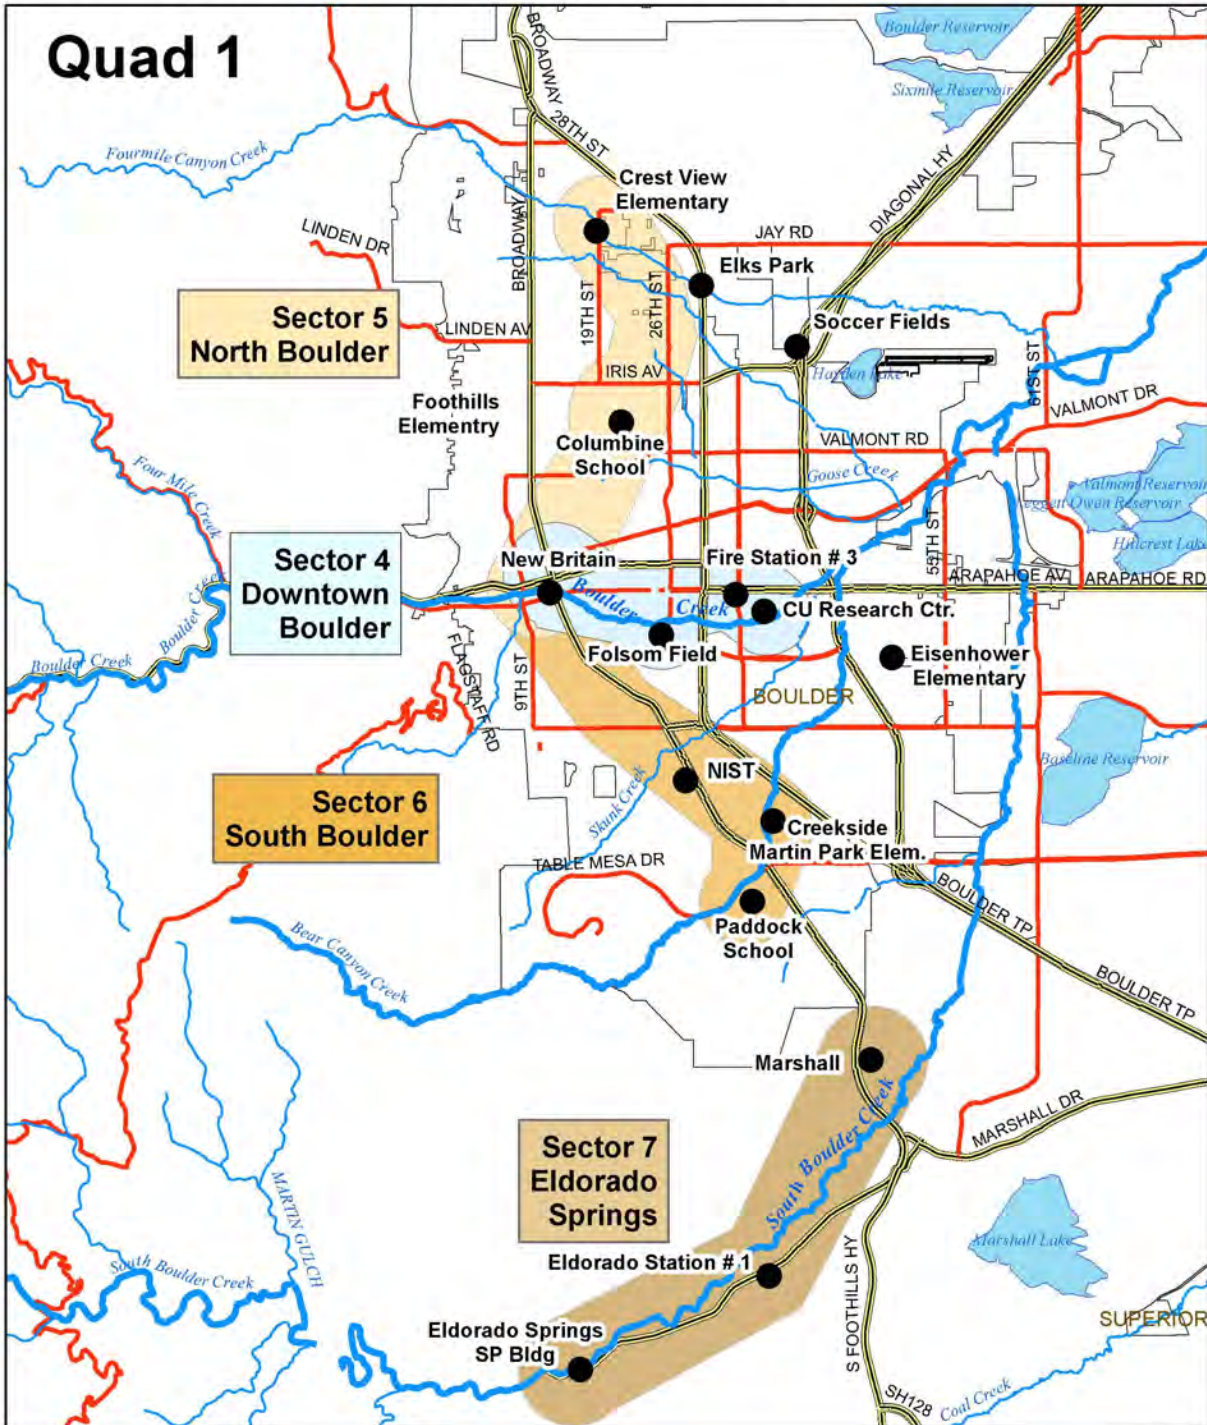 Quad 1
BROADWAY
28TH ST
Boulder Reservoir
Sixmile Reservoir
Fourmile Canyon Creek
DIAGONAL HY
Crest View
Elementary
LINDEN DR
BROADWAY
JAY RD
Elks Park
19TH ST
26TH ST
Sector 5
North Boulder
LINDEN AV
Soccer Fields
IRIS AV
Hayden Lake
61ST ST
VALMONT DR
Foothills
Elementry
Columbine
School
VALMONT RD
Goose Creek
Four Mile Creek
Valmont Reservoir
Leggett Owen Reservoir
Hillcrest Lake
55TH ST
Sector 4
Downtown
Boulder
New Britain
Fire Station # 3
ARAPAHOE AV
ARAPAHOE RD
Boulder Creek
CU Research Ctr.
Boulder Creek
Boulder Creek
Folsom Field
Eisenhower
Elementary
FLAGSTAFF RD
9TH ST
BOULDER
Baseline Reservoir
NIST
Sector 6
South Boulder
Skunk Creek
Creekside
Martin Park Elem.
TABLE MESA DR
BOULDER TP
Paddock
School
Bear Canyon Creek
BOULDER TP
Marshall
South Boulder Creek
MARSHALL DR
Sector 7
Eldorado
Springs
MARTIN GULCH
Marshall Lake
South Boulder Creek
Eldorado Station # 1
S FOOTHILLS HY
SUPERIOR
Eldorado Springs
SP Bldg
SH128
Coal Creek